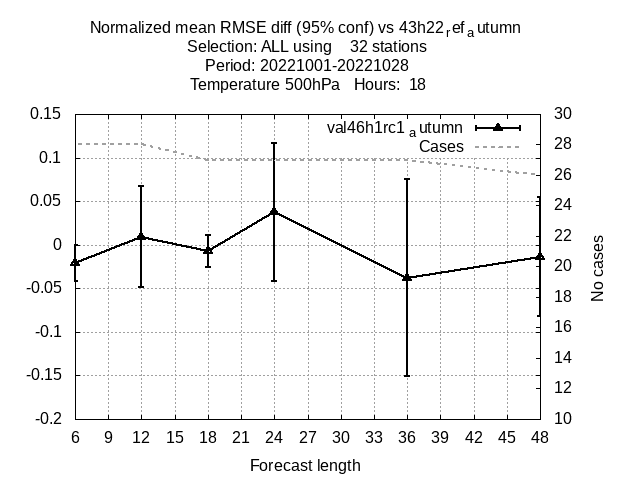 Normalized mean RMSE diff (95% conf) vs 43h22refautumn
Selection: ALL using 32 stations
Period: 20221001-20221028
Temperature 500hPa Hours: 18
0.15 30
val46h1rc1autumn
0.1 28
Cases
26
0.05 24
0 22
20
-0.05 18
-0.1 16
14
-0.15 12
-0.2 10
No cases
6 9 12 15 18 21 24 27 30 33 36 39 42 45 48
Forecast length